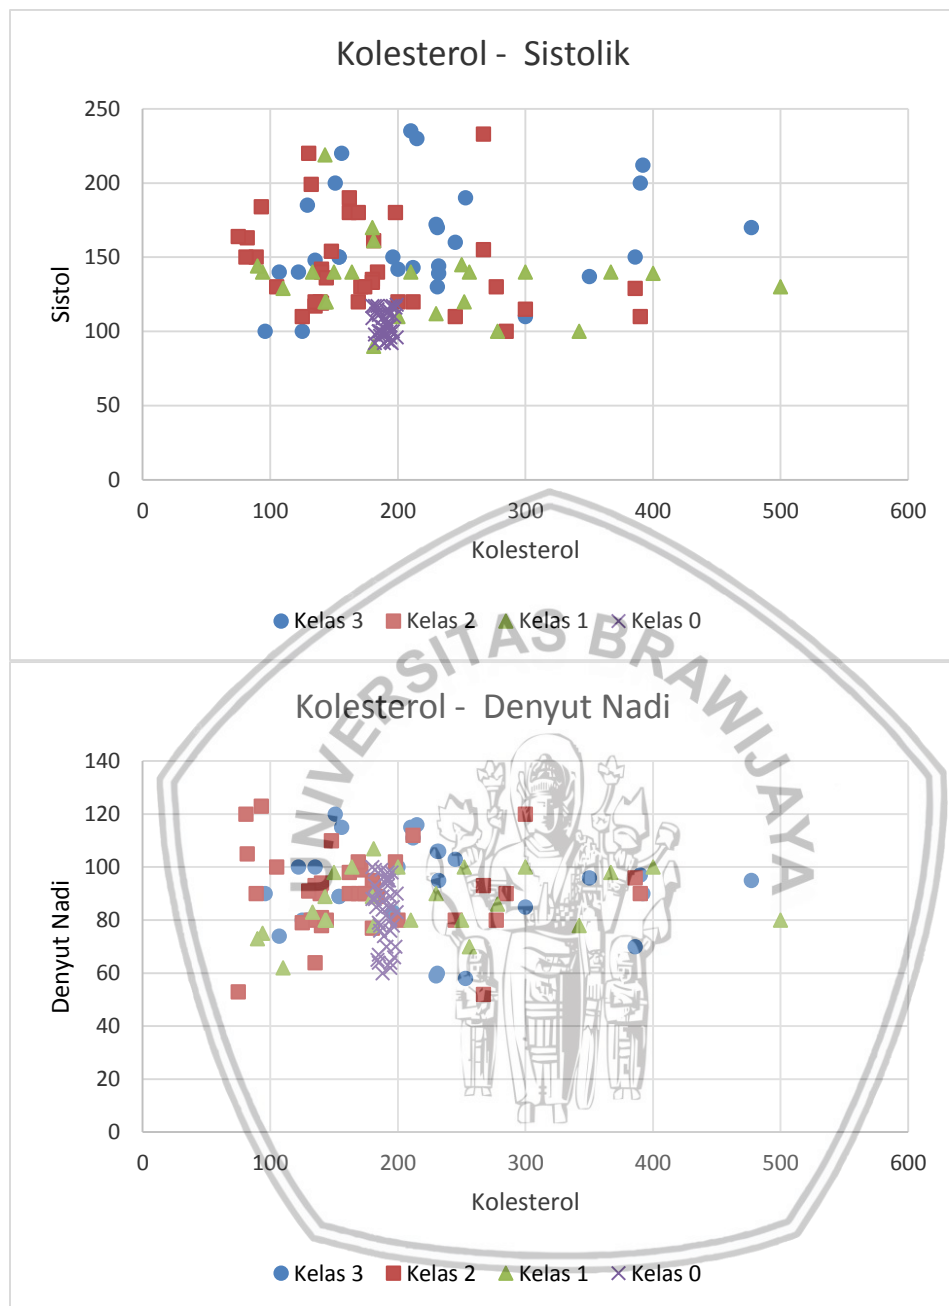 Kolesterol - Sistolik
250
200
150
100
50
0
Sistol
0 100 200 300 400 500 600
Kolesterol
Kelas 3 Kelas 2 Kelas 1 Kelas 0
UNIVERSITAS BRAWIJAYA
Kolesterol - Denyut Nadi
140
120
100
80
60
40
20
0
Denyut Nadi
0 100 200 300 400 500 600
Kolesterol
Kelas 3 Kelas 2 Kelas 1 Kelas 0